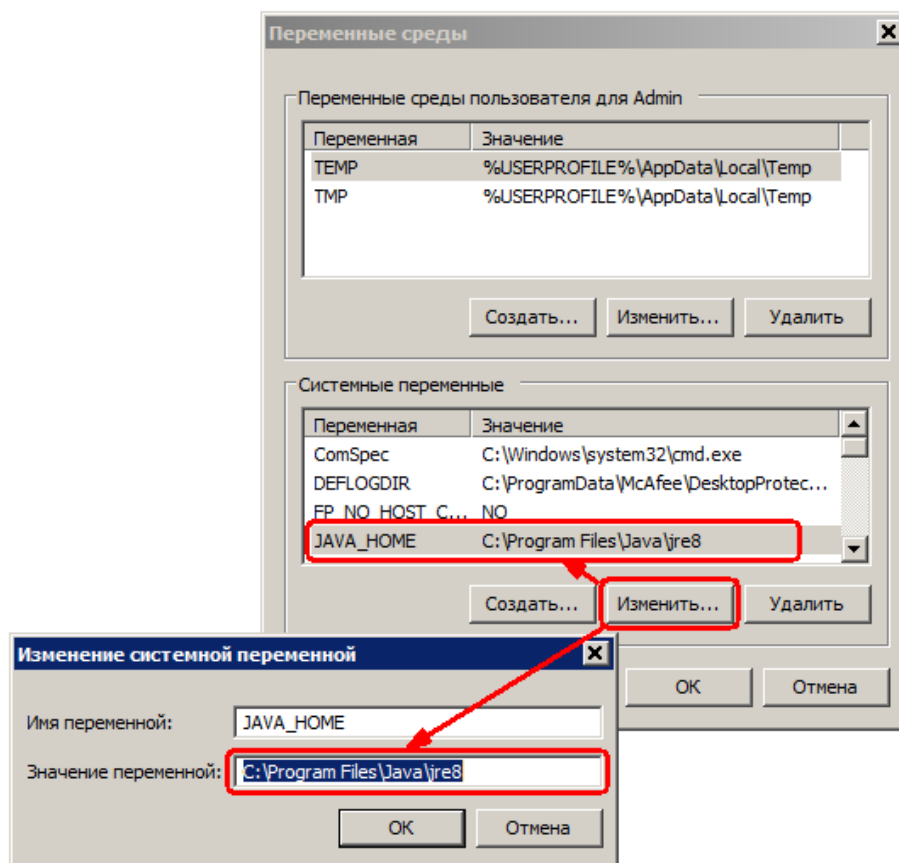 Переменные среды
Переменные среды пользователя для Admin
Переменная Значение
TEMP %USERPROFILE%\AppData\Local\Temp
TMP %USERPROFILE%\AppData\Local\Temp
Создать... Изменить... Удалить
Системные переменные
Переменная Значение
ComSpec C:\Windows\system32\cmd.exe
DEFLOGDIR C:\ProgramData\McAfee\DesktopProtec...
FP_NO_HOST_C... NO
JAVA_HOME C:\Program Files\Java\jre8
Создать... Изменить... Удалить
ОК Отмена
Изменение системной переменной
Имя переменной: JAVA_HOME
Значение переменной: C:\Program Files\Java\jre8
ОК Отмена